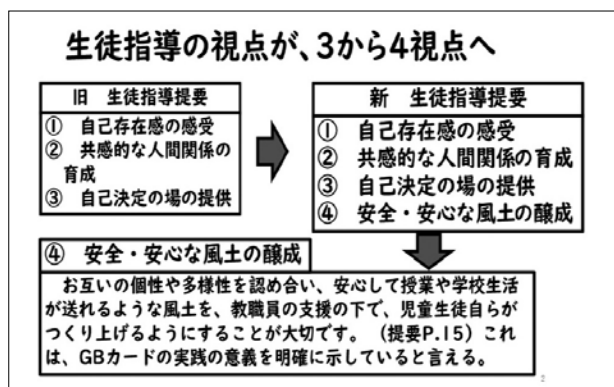 生徒指導の視点が、3から4視点へ
旧 生徒指導提要
① 自己存在感の感受
② 共感的な人間関係の
育成
③ 自己決定の場の提供
新 生徒指導提要
① 自己存在感の感受
② 共感的な人間関係の育成
③ 自己決定の場の提供
④ 安全・安心な風土の醸成
④ 安全・安心な風土の醸成
お互いの個性や多様性を認め合い、安心して授業や学校生活
が送れるような風土を、教職員の支援の下で、児童生徒自らが
つくり上げるようにすることが大切です。（提要P.15）これ
は、GBカードの実践の意義を明確に示していると言える。